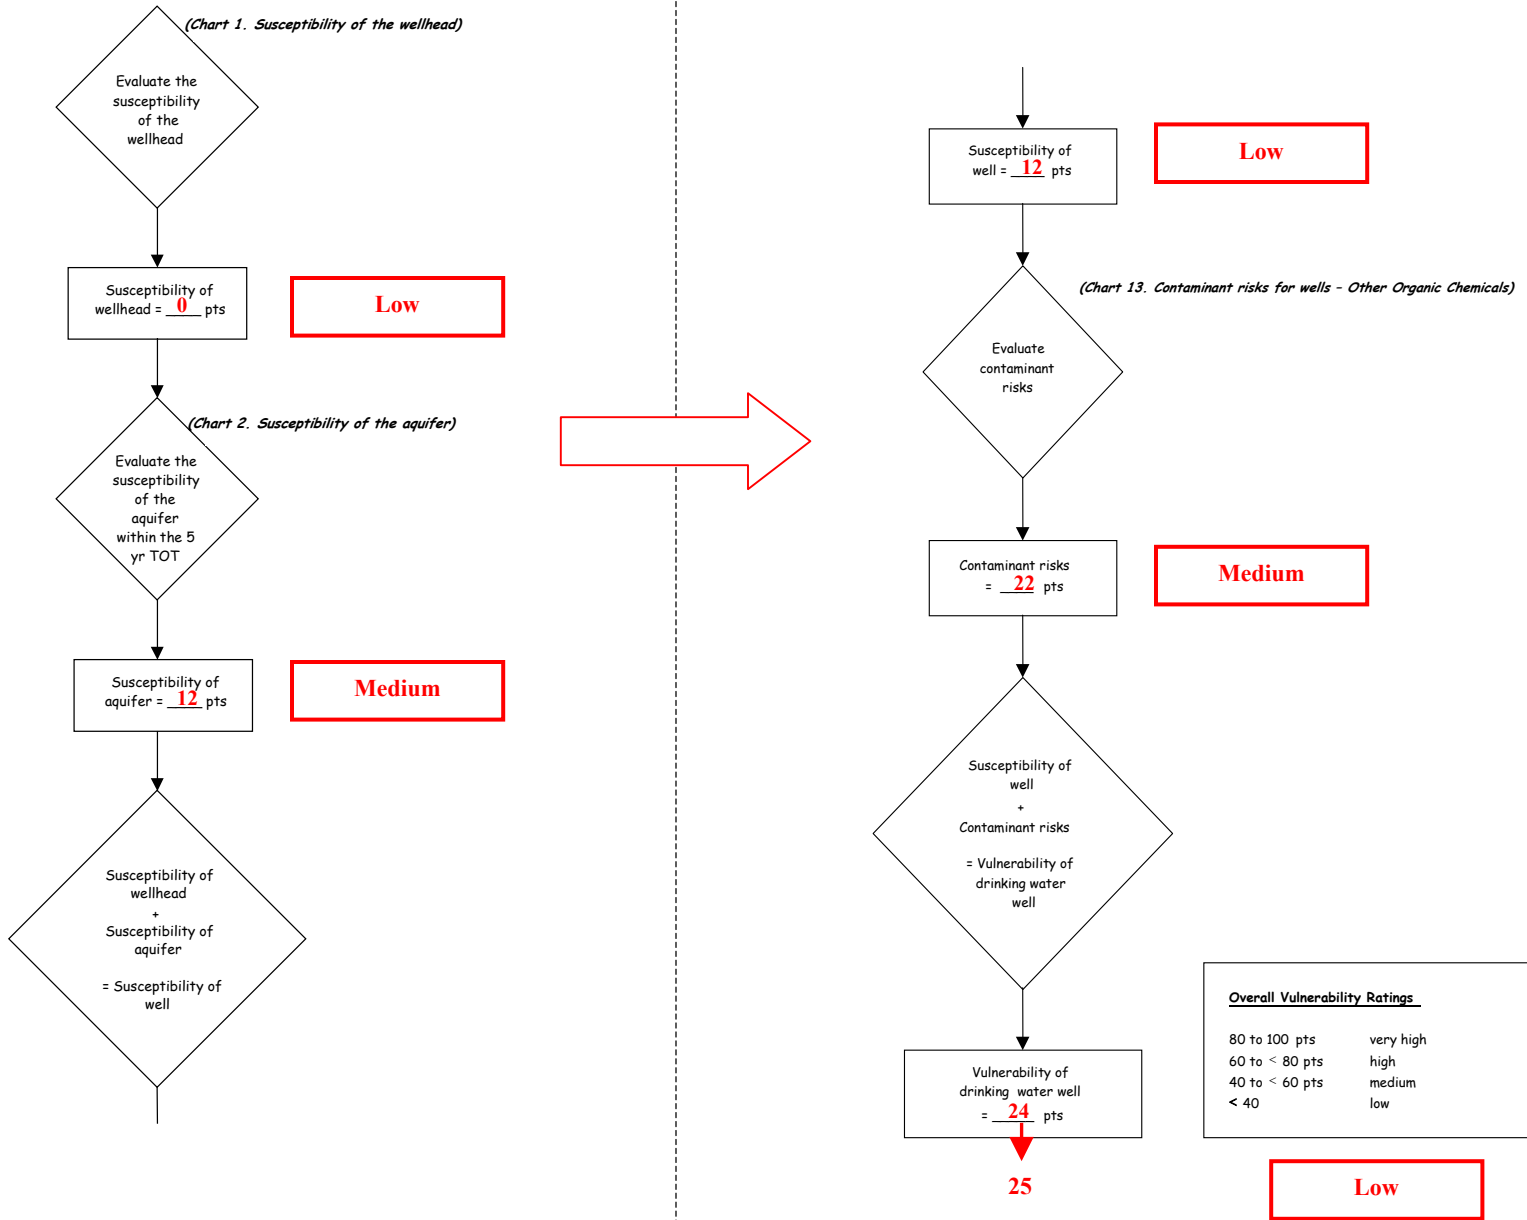 (Chart 1. Susceptibility of the wellhead)
Evaluate the
susceptibility
of the
wellhead
Susceptibility of
wellhead = 0 pts
Low
(Chart 2. Susceptibility of the aquifer)
Evaluate the
susceptibility
of the
aquifer
within the 5
yr TOT
Susceptibility of
aquifer = 12 pts
Medium
Susceptibility of
wellhead
+
Susceptibility of
aquifer
= Susceptibility of
well
Susceptibility of
well = 12 pts
Low
(Chart 13. Contaminant risks for wells – Other Organic Chemicals)
Evaluate
contaminant
risks
Contaminant risks
= 22 pts
Medium
Susceptibility of
well
+
Contaminant risks
= Vulnerability of
drinking water
well
Vulnerability of
drinking water well
= 24 pts
25
Overall Vulnerability Ratings
80 to 100 pts very high
60 to < 80 pts high
40 to < 60 pts medium
< 40 low
Low